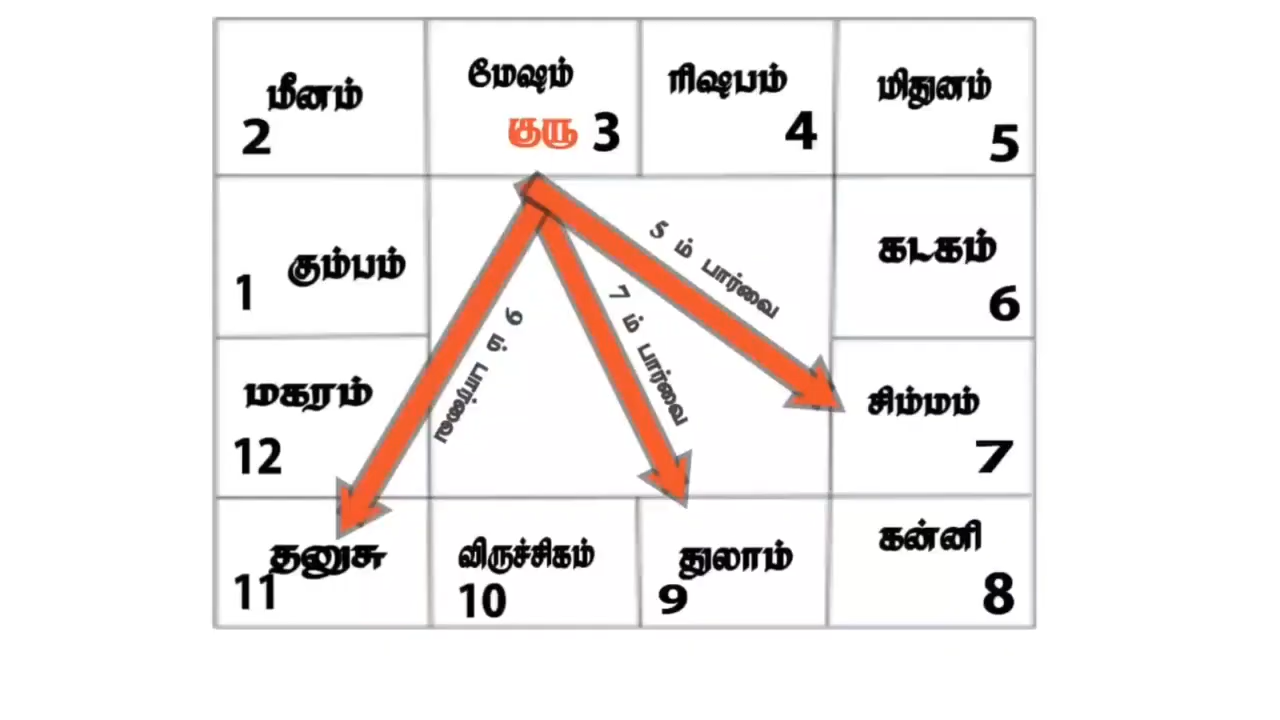 மீனம்
2
மேஷம்
குரு 3
ரிஷபம்
4
மிதுனம்
5
கும்பம்
1
5 ம் பார்வை
7 ம் பார்வை
9 ம் பார்வை
கடகம்
6
மகரம்
12
சிம்மம்
7
தனுசு
11
விருச்சிகம்
10
துலாம்
9
கன்னி
8